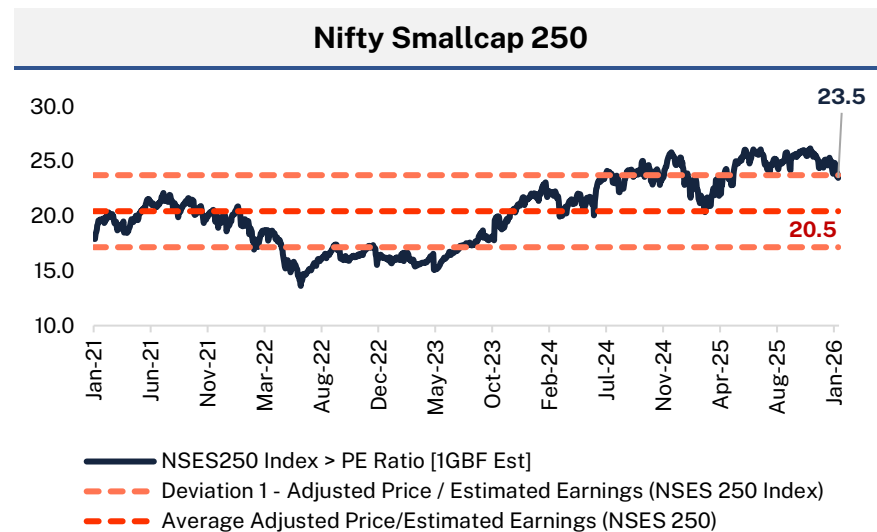 Nifty Smallcap 250
23.5
30.0
25.0
20.0
20.5
15.0
10.0
Jan-21
Jun-21
Nov-21
Mar-22
Aug-22
Dec-22
May-23
Oct-23
Feb-24
Jul-24
Nov-24
Apr-25
Aug-25
Jan-26
NSES250 Index > PE Ratio [1GBF Est]
Deviation 1 - Adjusted Price / Estimated Earnings (NSES 250 Index)
Average Adjusted Price/Estimated Earnings (NSES 250)